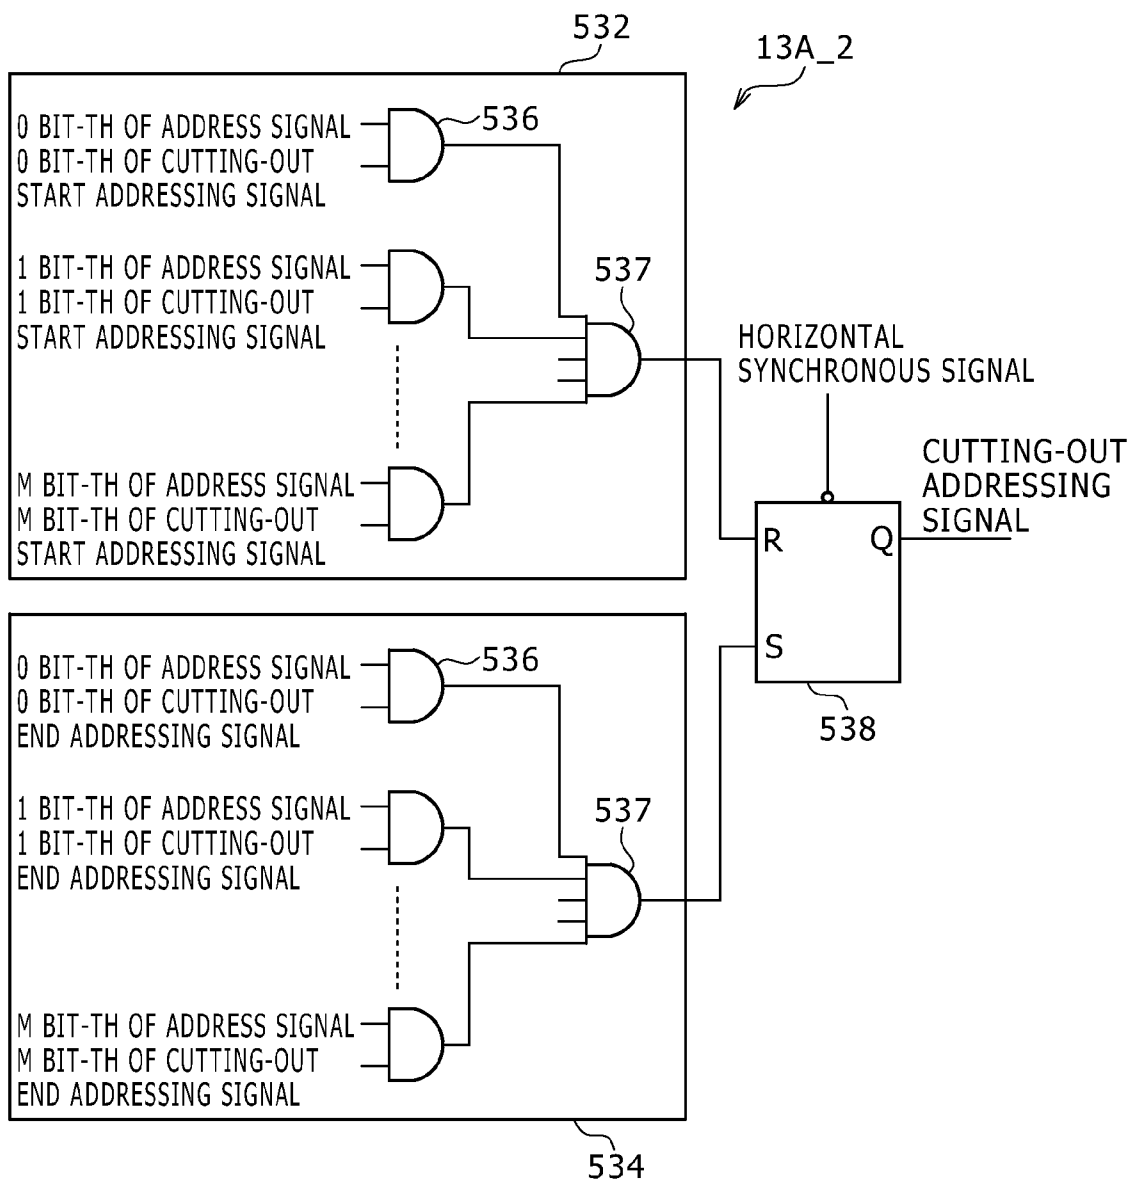 532
13A_2
0 BIT-TH OF ADDRESS SIGNAL
0 BIT-TH OF CUTTING-OUT
START ADDRESSING SIGNAL
536
1 BIT-TH OF ADDRESS SIGNAL
1 BIT-TH OF CUTTING-OUT
START ADDRESSING SIGNAL
537
M BIT-TH OF ADDRESS SIGNAL
M BIT-TH OF CUTTING-OUT
START ADDRESSING SIGNAL
HORIZONTAL
SYNCHRONOUS SIGNAL
CUTTING-OUT
ADDRESSING
SIGNAL
R
Q
S
538
0 BIT-TH OF ADDRESS SIGNAL
0 BIT-TH OF CUTTING-OUT
END ADDRESSING SIGNAL
536
1 BIT-TH OF ADDRESS SIGNAL
1 BIT-TH OF CUTTING-OUT
END ADDRESSING SIGNAL
537
M BIT-TH OF ADDRESS SIGNAL
M BIT-TH OF CUTTING-OUT
END ADDRESSING SIGNAL
534